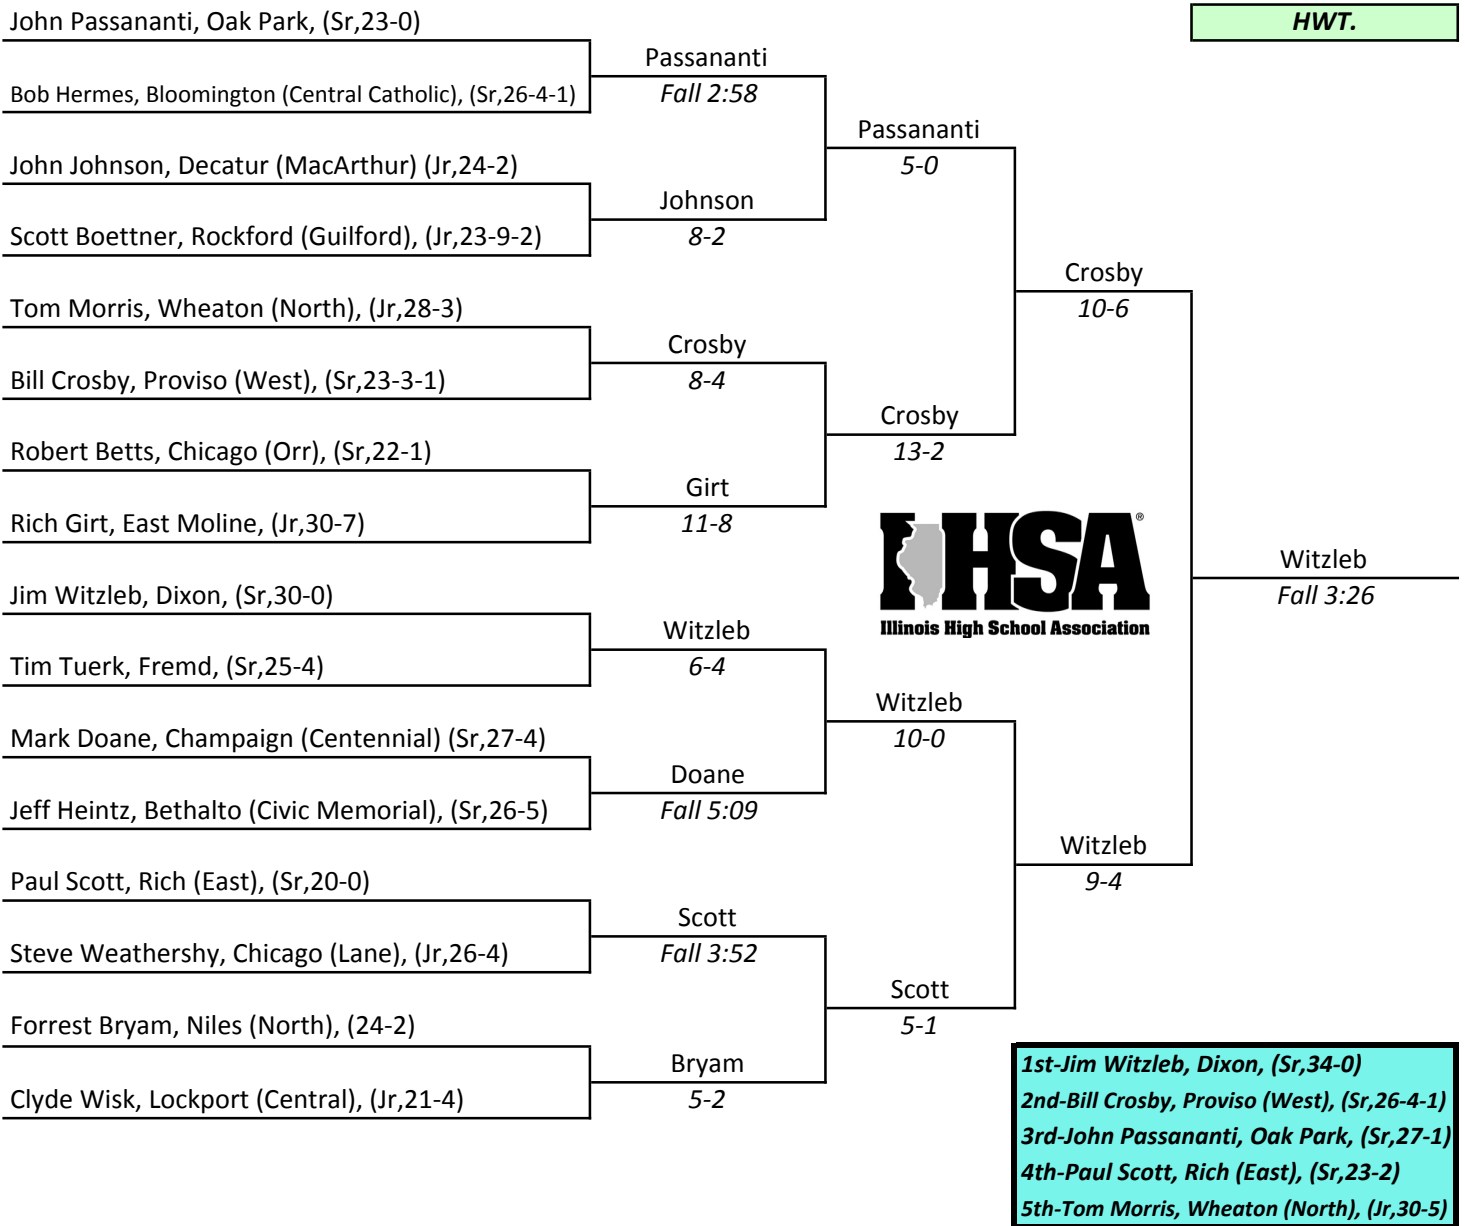 John Passananti, Oak Park, (Sr,23-0)
HWT.
Passananti
Bob Hermes, Bloomington (Central Catholic), (Sr,26-4-1)
Fall 2:58
Passananti
John Johnson, Decatur (MacArthur) (Jr,24-2)
5-0
Johnson
Scott Boettner, Rockford (Guilford), (Jr,23-9-2)
8-2
Crosby
Tom Morris, Wheaton (North), (Jr,28-3)
10-6
Crosby
Bill Crosby, Proviso (West), (Sr,23-3-1)
8-4
Crosby
Robert Betts, Chicago (Orr), (Sr,22-1)
13-2
Girt
Rich Girt, East Moline, (Jr,30-7)
11-8
IHSA®
Illinois High School Association
Witzleb
Jim Witzleb, Dixon, (Sr,30-0)
Fall 3:26
Witzleb
Tim Tuerk, Fremd, (Sr,25-4)
6-4
Witzleb
Mark Doane, Champaign (Centennial) (Sr,27-4)
10-0
Doane
Jeff Heintz, Bethalto (Civic Memorial), (Sr,26-5)
Fall 5:09
Witzleb
Paul Scott, Rich (East), (Sr,20-0)
9-4
Scott
Steve Weathershy, Chicago (Lane), (Jr,26-4)
Fall 3:52
Scott
Forrest Bryam, Niles (North), (24-2)
5-1
Bryam
Clyde Wisk, Lockport (Central), (Jr,21-4)
5-2
1st-Jim Witzleb, Dixon, (Sr,34-0)
2nd-Bill Crosby, Proviso (West), (Sr,26-4-1)
3rd-John Passananti, Oak Park, (Sr,27-1)
4th-Paul Scott, Rich (East), (Sr,23-2)
5th-Tom Morris, Wheaton (North), (Jr,30-5)